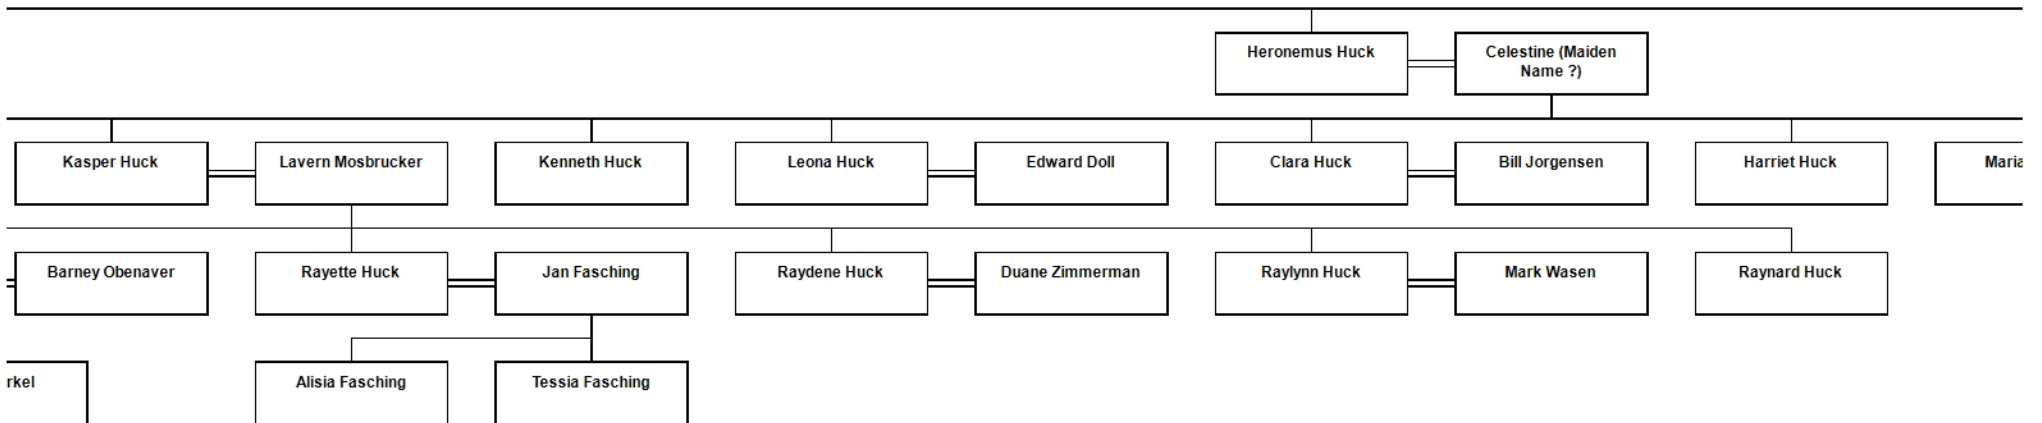 Heronemus Huck
Celestine (Maiden
Name ?)
Kasper Huck
Lavern Mosbrucker
Kenneth Huck
Leona Huck
Edward Doll
Clara Huck
Bill Jorgensen
Harriet Huck
Maria
Barney Obenaver
Rayette Huck
Jan Fasching
Raydene Huck
Duane Zimmerman
Raylynn Huck
Mark Wasen
Raynard Huck
rkel
Alisia Fasching
Tessia Fasching